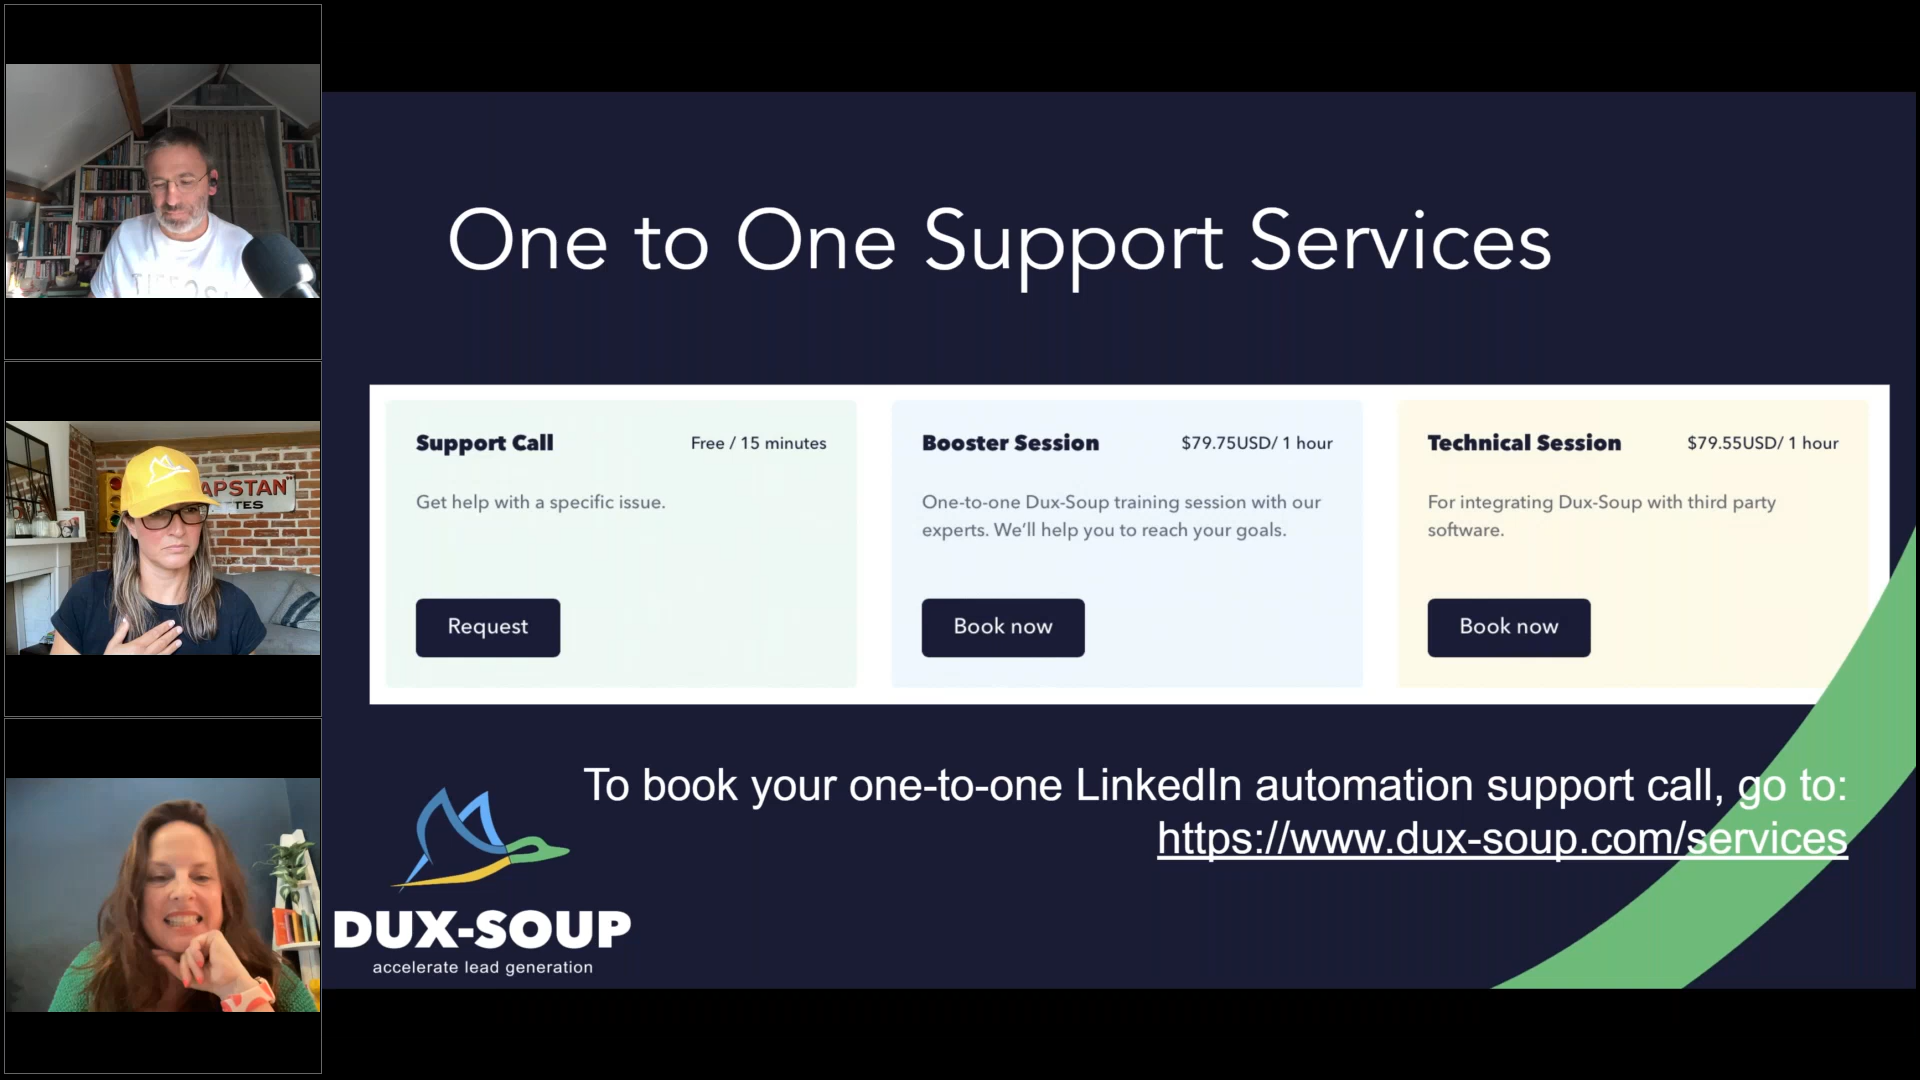 One to One Support Services
Support Call
Free / 15 minutes
Get help with a specific issue.
Request
Booster Session
$79.75USD/ 1 hour
One-to-one Dux-Soup training session with our
experts. We'll help you to reach your goals.
Book now
Technical Session
$79.55USD/ 1 hour
For integrating Dux-Soup with third party
software.
Book now
To book your one-to-one LinkedIn automation support call, go to:
https://www.dux-soup.com/services
DUX-SOUP
accelerate lead generation
APSTAN"
TES